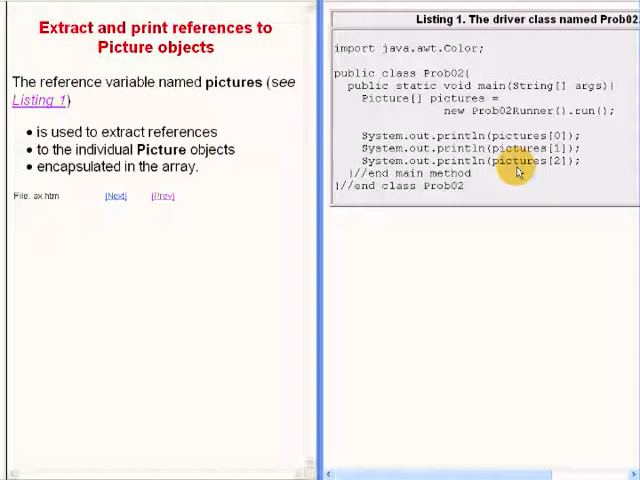 Extract and print references to
Picture objects
The reference variable named pictures (see
Listing 1)
• is used to extract references
• to the individual Picture objects
• encapsulated in the array.
File: ax.htm [Next] [Prev]
Listing 1. The driver class named Prob02
import java.awt.Color;
public class Prob02{
public static void main(String[] args){
Picture[] pictures =
new Prob02Runner().run();
System.out.println(pictures[0]);
System.out.println(pictures[1]);
System.out.println(pictures[2]);
}//end main method
}//end class Prob02